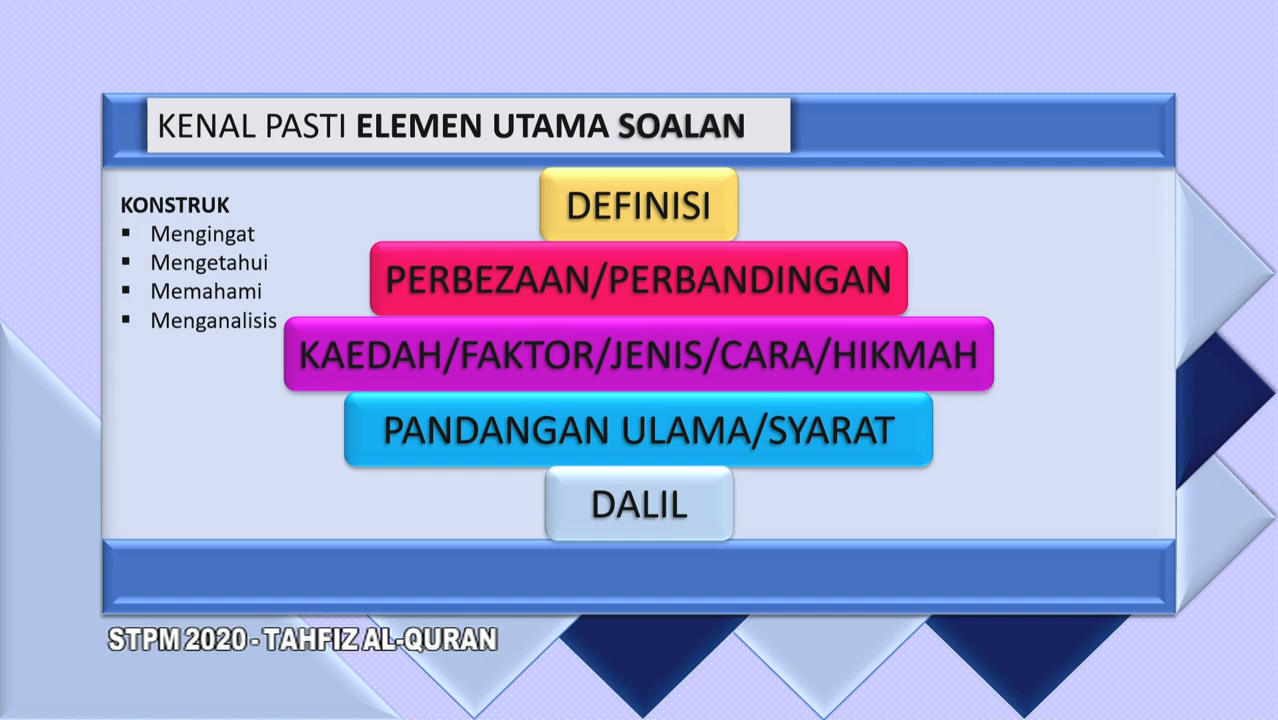 KENAL PASTI ELEMEN UTAMA SOALAN
KONSTRUK
▪ Mengingat
▪ Mengetahui
▪ Memahami
▪ Menganalisis
DEFINISI
PERBEZAAN/PERBANDINGAN
KAEDAH/FAKTOR/JENIS/CARA/HIKMAH
PANDANGAN ULAMA/SYARAT
DALIL
STPM 2020 - TAHFIZ AL-QURAN